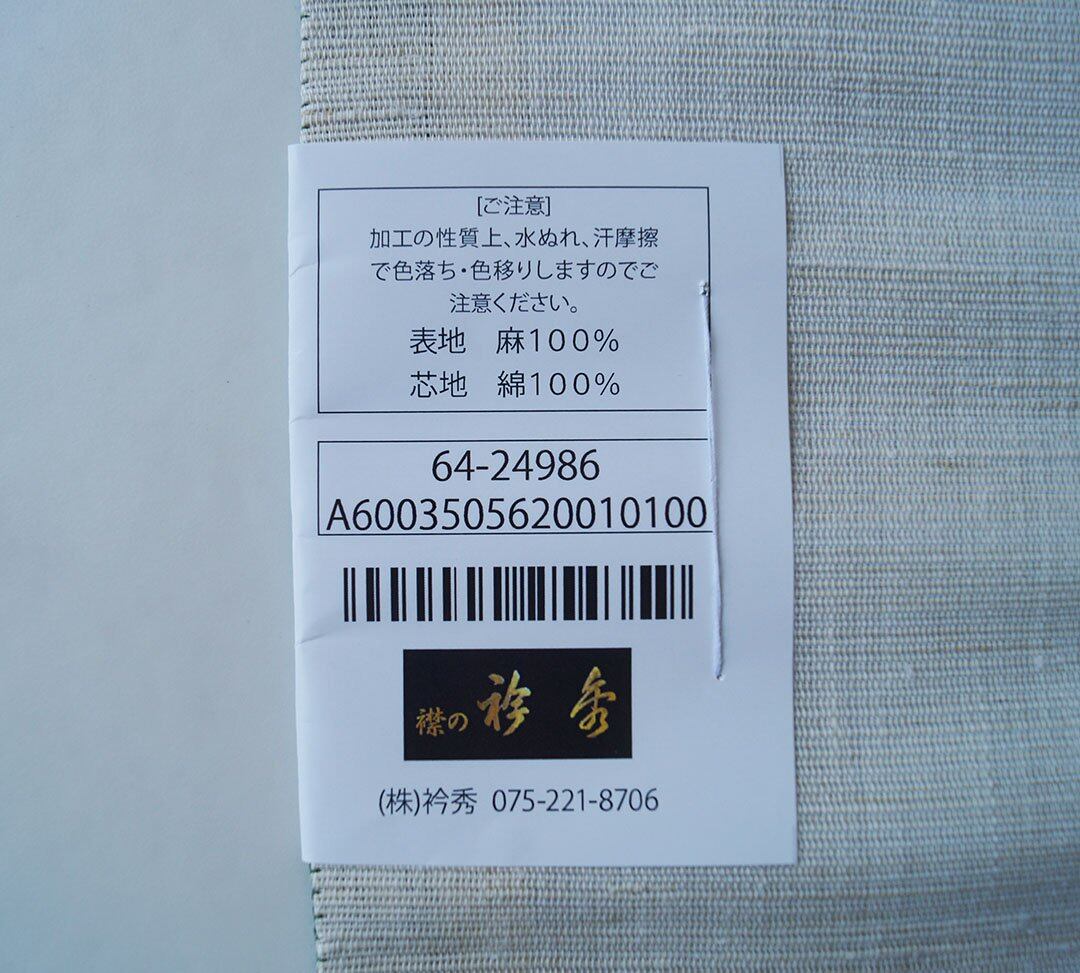 [ご注意]
加工の性質上、水ぬれ、汗摩擦
で色落ち・色移りしますのでご
注意ください。
表地　麻１００％
芯地　綿１００％
64-24986
A6003505620010100
襟の 衿 秀
(株)衿秀 075-221-8706